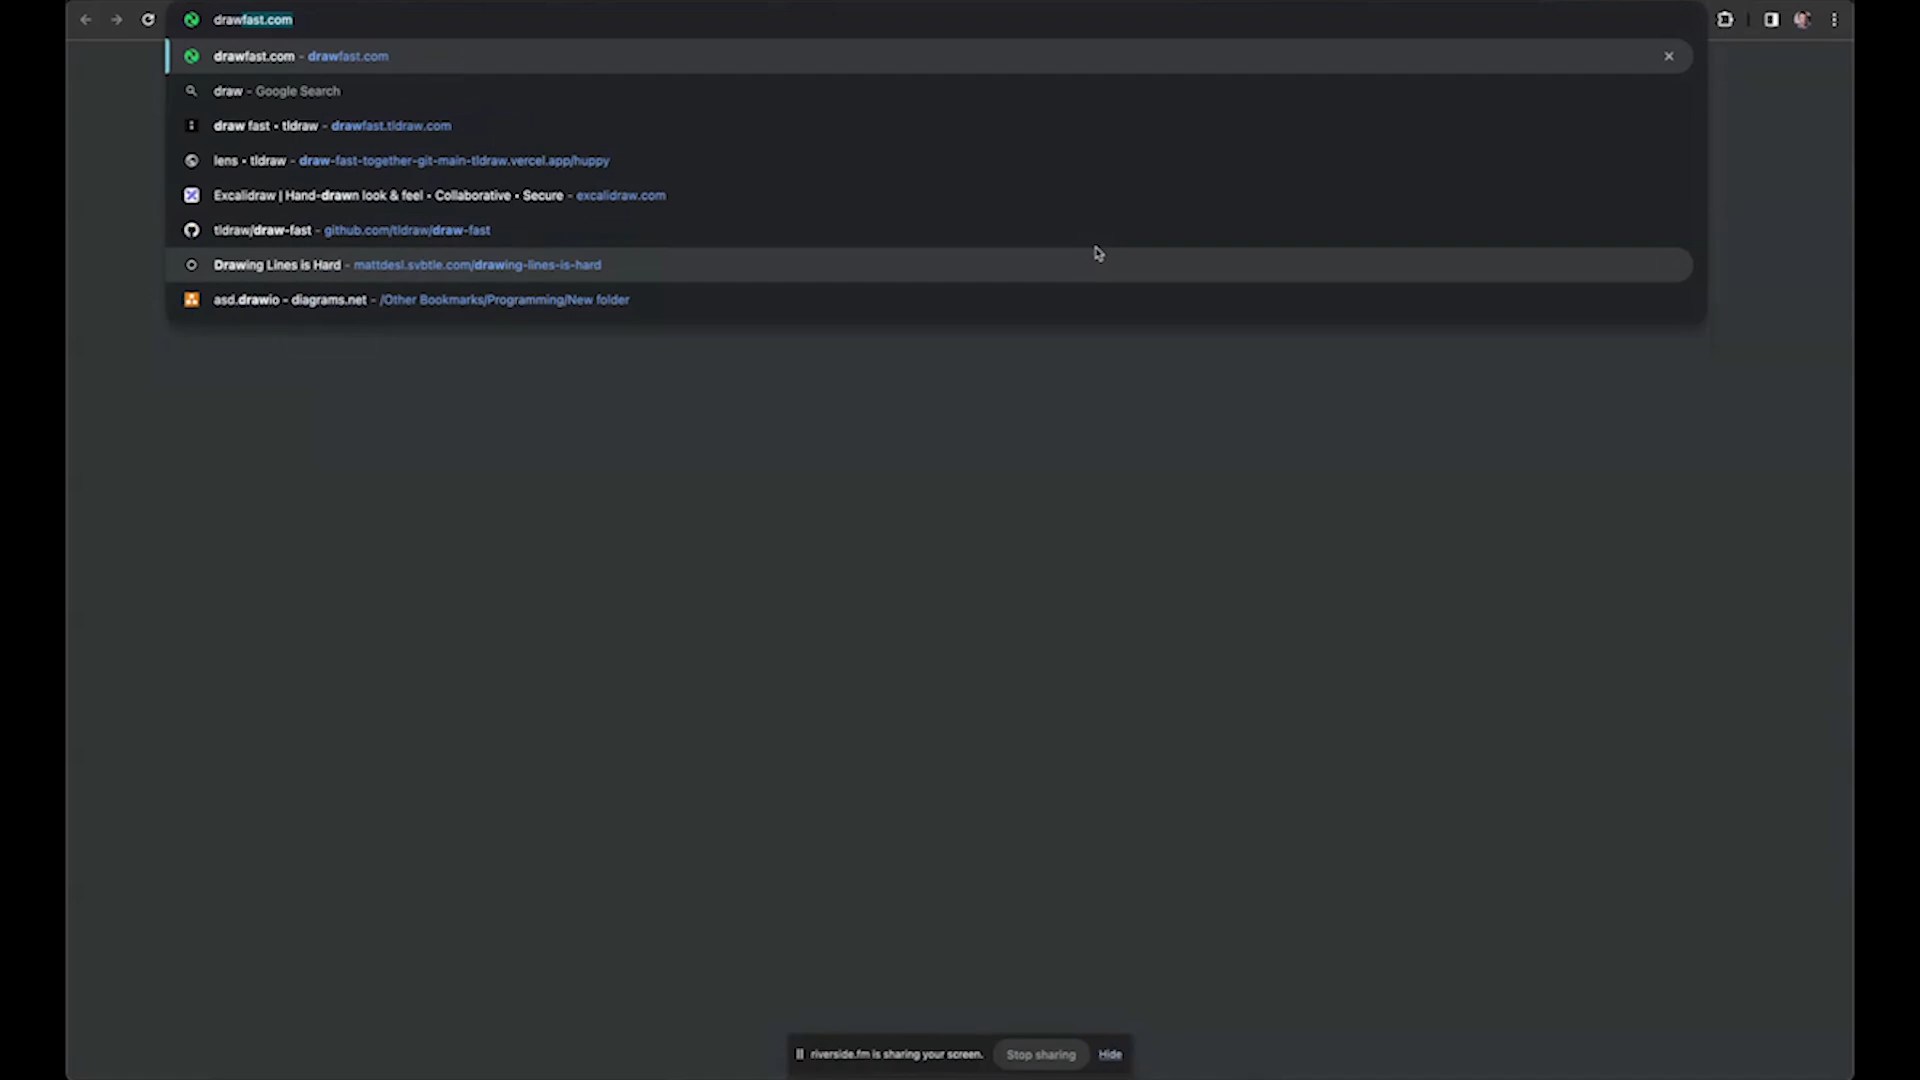 drawfast.com
drawfast.com - drawfast.com
draw - Google Search
draw fast • tldraw - drawfast.tldraw.com
lens • tldraw - draw-fast-together-git-main-tldraw.vercel.app/huppy
Excalidraw | Hand-drawn look & feel • Collaborative • Secure - excalidraw.com
tldraw/draw-fast - github.com/tldraw/draw-fast
Drawing Lines is Hard - mattdesl.svbtle.com/drawing-lines-is-hard
asd.drawio - diagrams.net - /Other Bookmarks/Programming/New folder
riverside.fm is sharing your screen. Stop sharing Hide